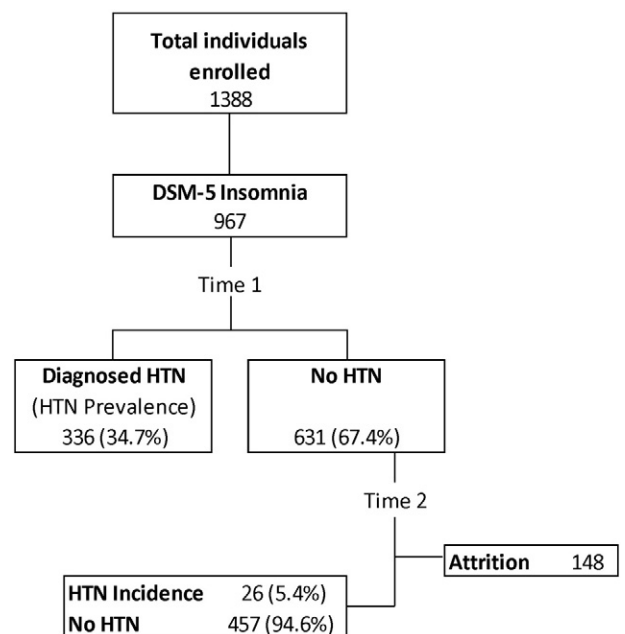 Total individuals
enrolled
1388
DSM-5 Insomnia
967
Time 1
Diagnosed HTN
(HTN Prevalence)
336 (34.7%)
No HTN
631 (67.4%)
Time 2
Attrition 148
HTN Incidence 26 (5.4%)
No HTN 457 (94.6%)